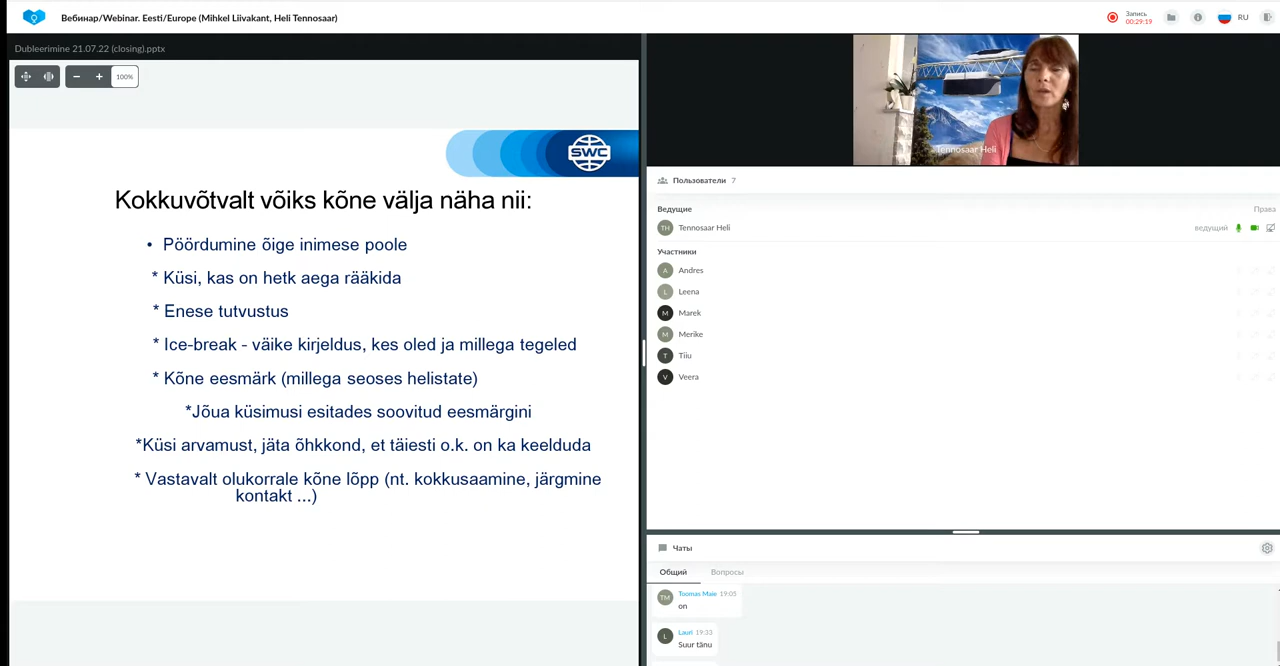 Вебинар/Webinar. Eesti/Europe (Mihkel Liivakant, Heli Tennosaar)
Запись
00:29:19
RU
Dubleerimine 21.07.22 (closing).pptx
100%
SWC
Kokkuvõtvalt võiks kõne välja näha nii:
• Pöördumine õige inimese poole
* Küsi, kas on hetk aega rääkida
* Enese tutvustus
* Ice-break - väike kirjeldus, kes oled ja millega tegeled
* Kõne eesmärk (millega seoses helistate)
*Jõua küsimusi esitades soovitud eesmärgini
*Küsi arvamust, jäta õhkkond, et täiesti o.k. on ka keelduda
* Vastavalt olukorrale kõne lõpp (nt. kokkusaamine, järgmine
kontakt ...)
Tennosaar Heli
Пользователи 7
Ведущие Права
TH Tennosaar Heli ведущий
Участники
A Andres
L Leena
M Marek
M Merike
T Tiiu
V Veera
Чаты
Общий Вопросы
TM Toomas Maie 19:05
on
L Lauri 19:33
Suur tänu